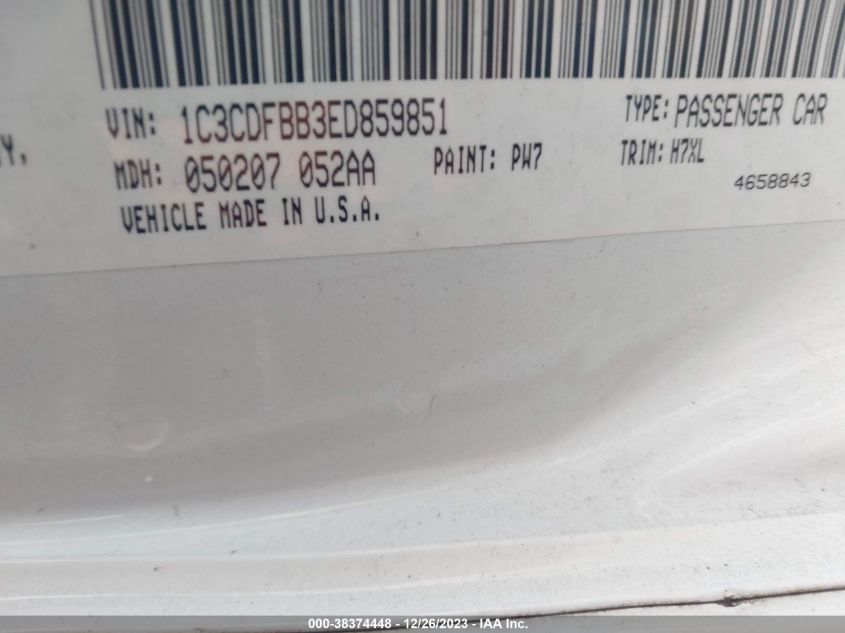 VIN: 1C3CDFBB3ED859851
TYPE: PASSENGER CAR
Y,
MDH: 050207 052AA
PAINT: PW7
TRIM: H7XL
VEHICLE MADE IN U.S.A.
4658843
000-38374448 - 12/26/2023 - IAA Inc.